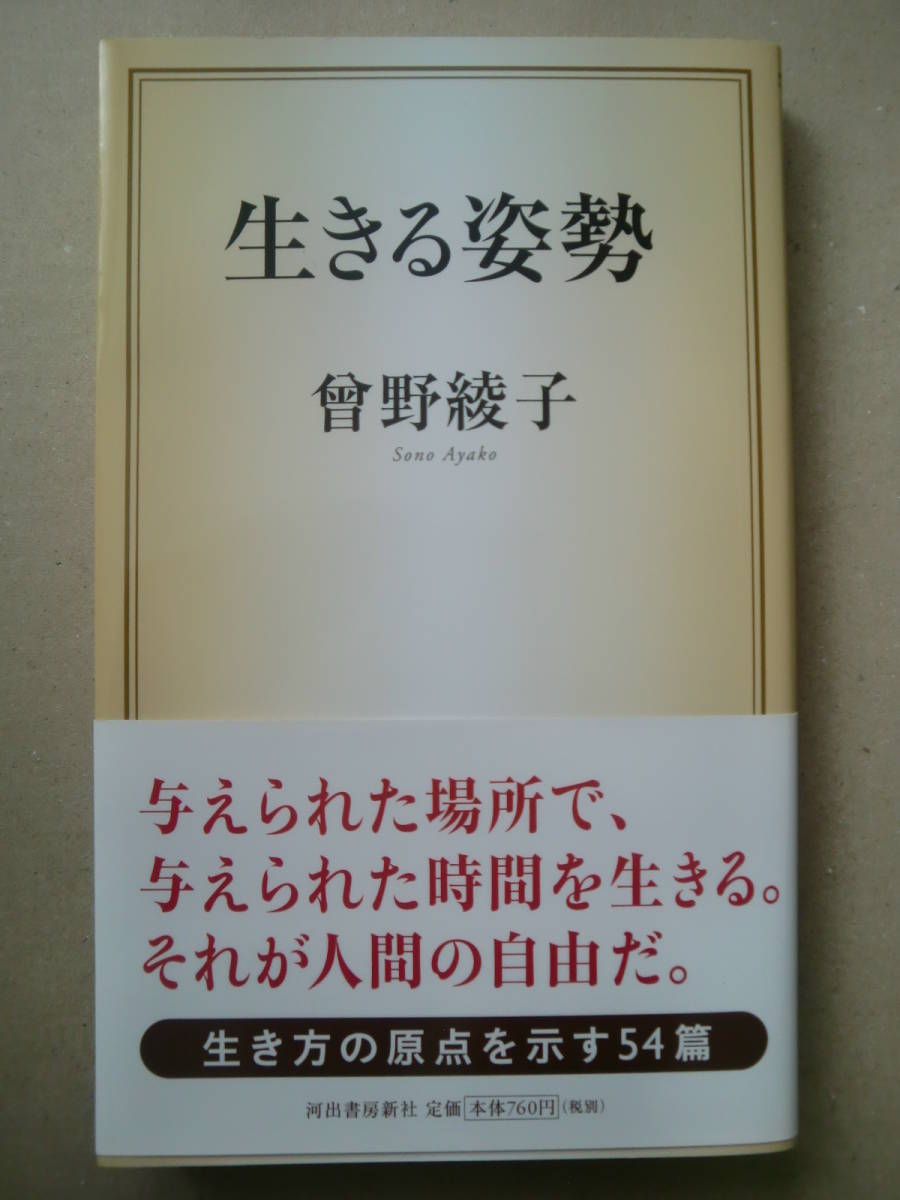 生きる姿勢
曾野綾子
Sono Ayako
与えられた場所で、
与えられた時間を生きる。
それが人間の自由だ。
生き方の原点を示す54篇
河出書房新社 定価 本体760円 (税別)